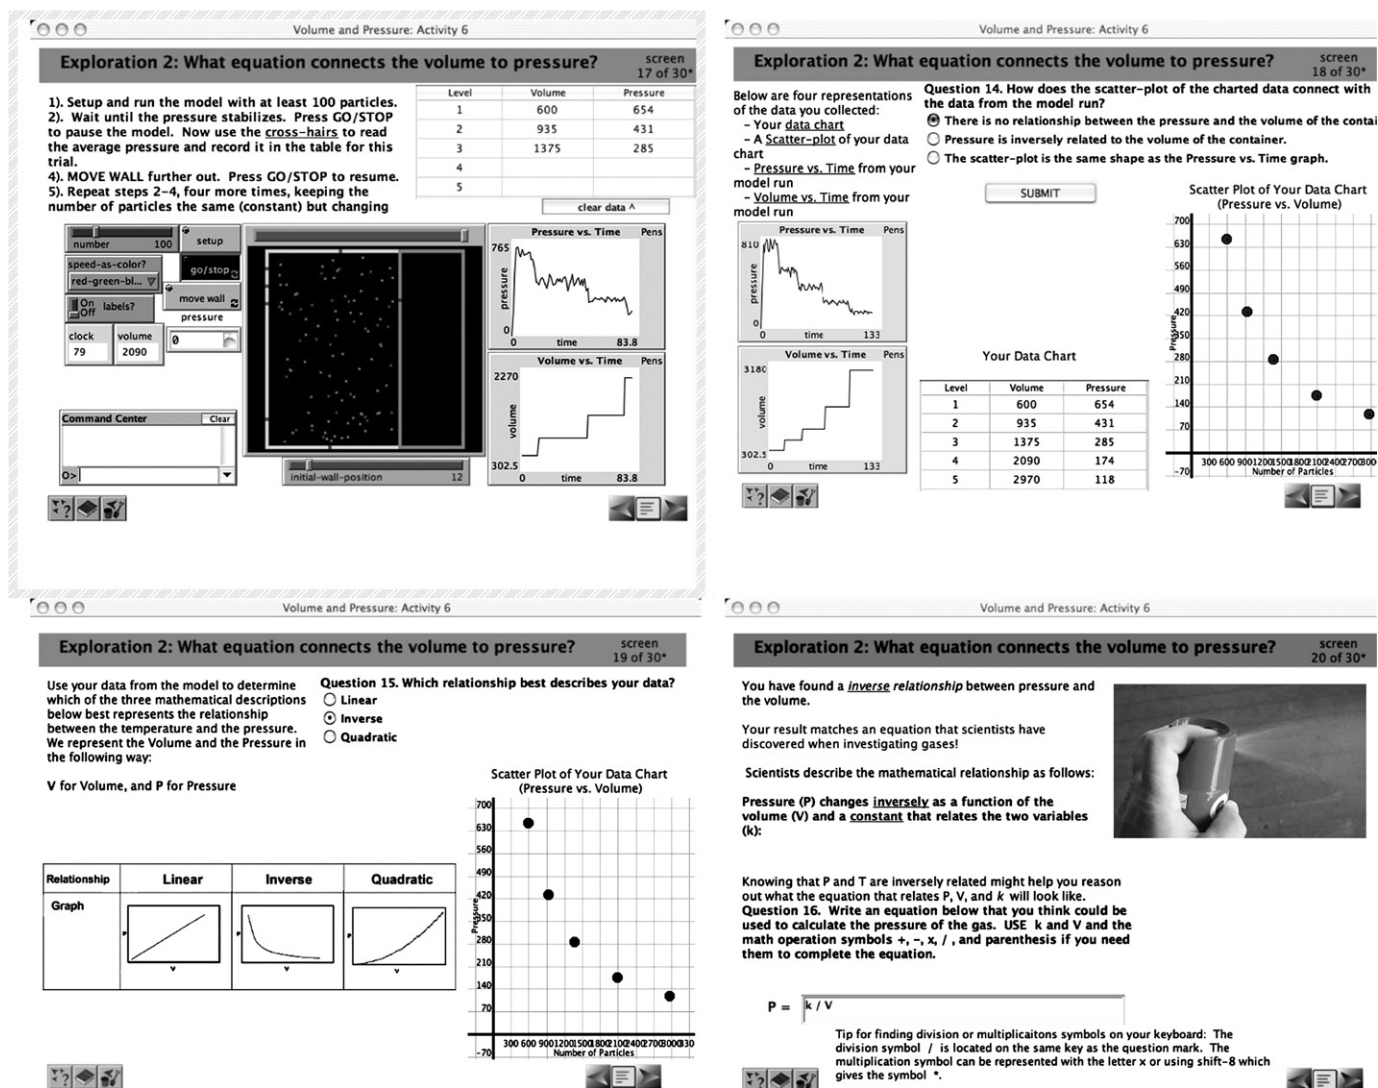 Volume and Pressure: Activity 6
Exploration 2: What equation connects the volume to pressure?
screen
17 of 30*
1). Setup and run the model with at least 100 particles.
2). Wait until the pressure stabilizes. Press GO/STOP
to pause the model. Now use the cross-hairs to read
the average pressure and record it in the table for this
trial.
4). MOVE WALL further out. Press GO/STOP to resume.
5). Repeat steps 2-4, four more times, keeping the
number of particles the same (constant) but changing
Level Volume Pressure
1 600 654
2 935 431
3 1375 285
4
5
clear data ^
number 100
setup
speed-as-color?
red-green-bl...
go/stop
On
Off
labels?
move wall
pressure
0
clock
79
volume
2090
Command Center
Clear
O>
initial-wall-position 12
Pressure vs. Time Pens
765
pressure
0
0 time 83.8
Volume vs. Time Pens
2270
volume
302.5
0 time 83.8
Volume and Pressure: Activity 6
Exploration 2: What equation connects the volume to pressure?
screen
18 of 30*
Below are four representations
of the data you collected:
- Your data chart
- A Scatter-plot of your data
chart
- Pressure vs. Time from your
model run
- Volume vs. Time from your
model run
Question 14. How does the scatter-plot of the charted data connect with
the data from the model run?
There is no relationship between the pressure and the volume of the contai
Pressure is inversely related to the volume of the container.
The scatter-plot is the same shape as the Pressure vs. Time graph.
SUBMIT
Pressure vs. Time Pens
810
pressure
0
0 time 133
Volume vs. Time Pens
3180
volume
302.5
0 time 133
Your Data Chart
Level Volume Pressure
1 600 654
2 935 431
3 1375 285
4 2090 174
5 2970 118
Scatter Plot of Your Data Chart
(Pressure vs. Volume)
700
630
560
490
420
350
280
210
140
70
-70
Pressure
300 600 900 1200 1500 1800 2100 2400 2700 3000
Number of Particles
Volume and Pressure: Activity 6
Exploration 2: What equation connects the volume to pressure?
screen
19 of 30*
Use your data from the model to determine
which of the three mathematical descriptions
below best represents the relationship
between the temperature and the pressure.
We represent the Volume and the Pressure in
the following way:
V for Volume, and P for Pressure
Question 15. Which relationship best describes your data?
Linear
Inverse
Quadratic
Relationship Linear Inverse Quadratic
Graph
P P P
V V V
Scatter Plot of Your Data Chart
(Pressure vs. Volume)
700
630
560
490
420
350
280
210
140
70
-70
Pressure
300 600 900 1200 1500 1800 2100 2400 2700 3000 330
Number of Particles
Volume and Pressure: Activity 6
Exploration 2: What equation connects the volume to pressure?
screen
20 of 30*
You have found a inverse relationship between pressure and
the volume.
Your result matches an equation that scientists have
discovered when investigating gases!
Scientists describe the mathematical relationship as follows:
Pressure (P) changes inversely as a function of the
volume (V) and a constant that relates the two variables
(k):
Knowing that P and T are inversely related might help you reason
out what the equation that relates P, V, and k will look like.
Question 16. Write an equation below that you think could be
used to calculate the pressure of the gas. USE k and V and the
math operation symbols +, -, x, / , and parenthesis if you need
them to complete the equation.
P = k / V
Tip for finding division or multiplicaitons symbols on your keyboard: The
division symbol / is located on the same key as the question mark. The
multiplication symbol can be represented with the letter x or using shift-8 which
gives the symbol *.